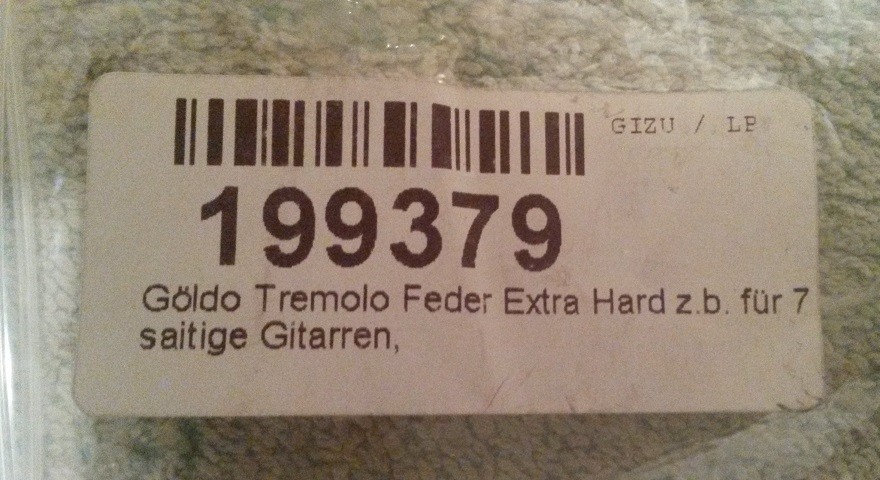 GIZU / LP
199379
Göldo Tremolo Feder Extra Hard z.b. für 7
saitige Gitarren,